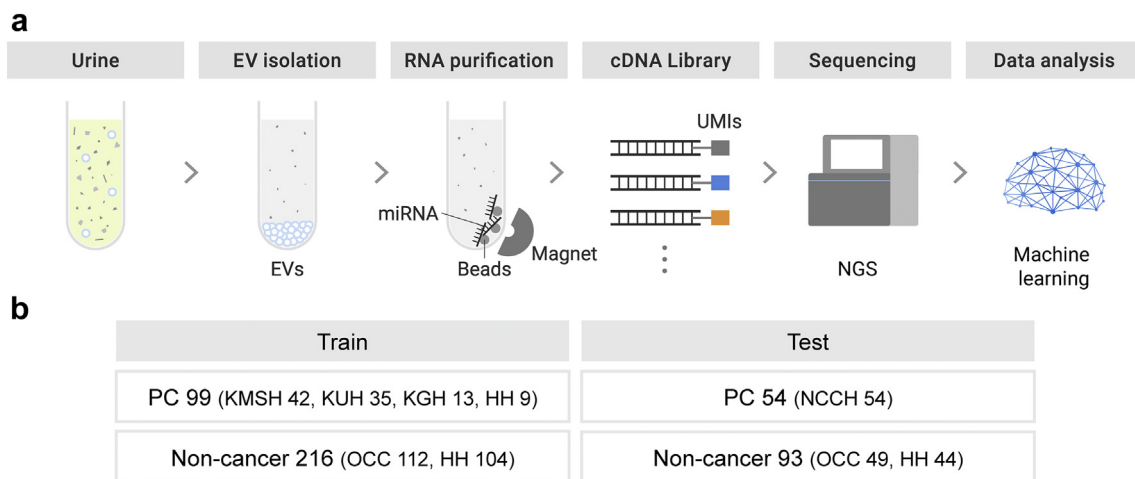 a
Urine
EV isolation
RNA purification
cDNA Library
Sequencing
Data analysis
UMIs
miRNA
Magnet
EVs
Beads
NGS
Machine
learning
b
Train
Test
PC 99 (KMSH 42, KUH 35, KGH 13, HH 9)
PC 54 (NCCH 54)
Non-cancer 216 (OCC 112, HH 104)
Non-cancer 93 (OCC 49, HH 44)